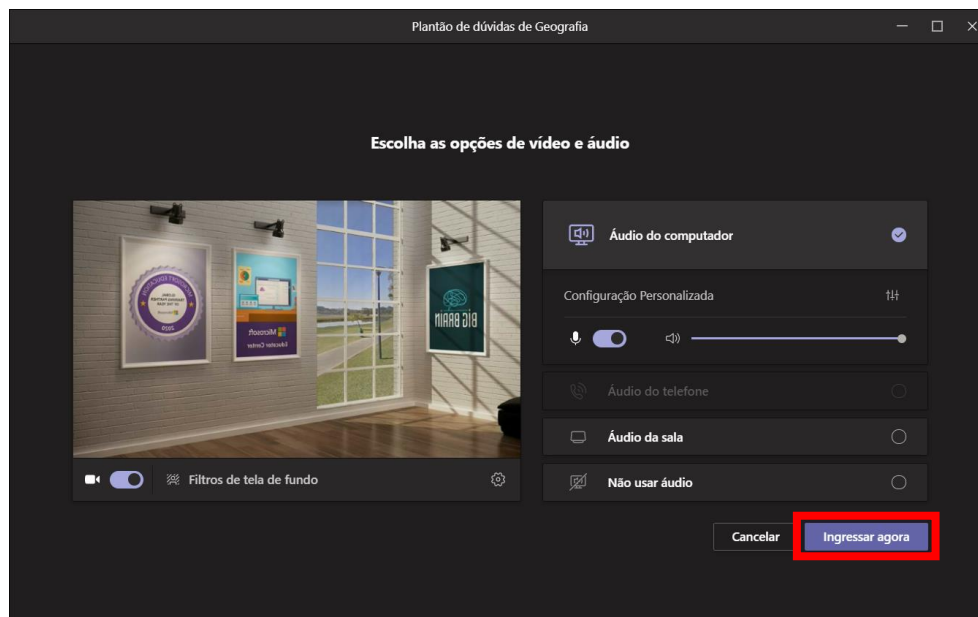 Plantão de dúvidas de Geografia
Escolha as opções de vídeo e áudio
Áudio do computador
Configuração Personalizada
Áudio do telefone
Áudio da sala
Não usar áudio
Filtros de tela de fundo
Cancelar
Ingressar agora
BIG BRAIN
Microsoft
Educator Center
2020